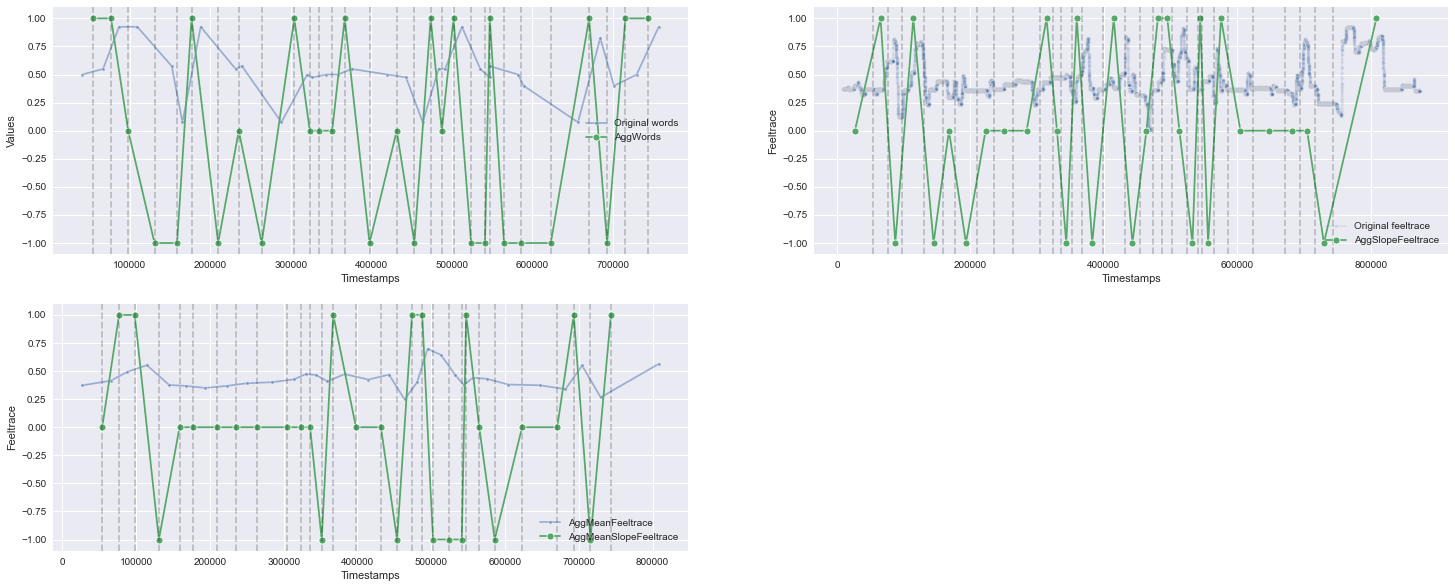 1.00
0.75
0.50
0.25
0.00
−0.25
−0.50
−0.75
−1.00
Values
Original words
AggWords
100000 200000 300000 400000 500000 600000 700000
Timestamps
1.00
0.75
0.50
0.25
0.00
−0.25
−0.50
−0.75
−1.00
Feeltrace
Original feeltrace
AggSlopeFeeltrace
0 200000 400000 600000 800000
Timestamps
1.00
0.75
0.50
0.25
0.00
−0.25
−0.50
−0.75
−1.00
Feeltrace
AggMeanFeeltrace
AggMeanSlopeFeeltrace
0 100000 200000 300000 400000 500000 600000 700000 800000
Timestamps